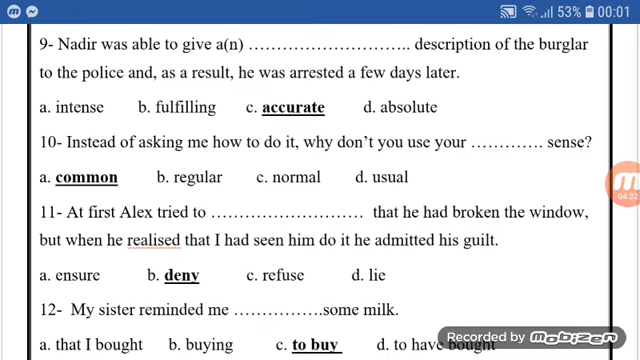 53% 00:01
9- Nadir was able to give a(n) ………………………. description of the burglar
to the police and, as a result, he was arrested a few days later.
a. intense b. fulfilling c. accurate d. absolute
10- Instead of asking me how to do it, why don't you use your …………. sense?
a. common b. regular c. normal d. usual
11- At first Alex tried to ……………………… that he had broken the window,
but when he realised that I had seen him do it he admitted his guilt.
a. ensure b. deny c. refuse d. lie
12- My sister reminded me …………….some milk.
a. that I bought b. buying c. to buy d. to have bought
04:32
Recorded by mobizen